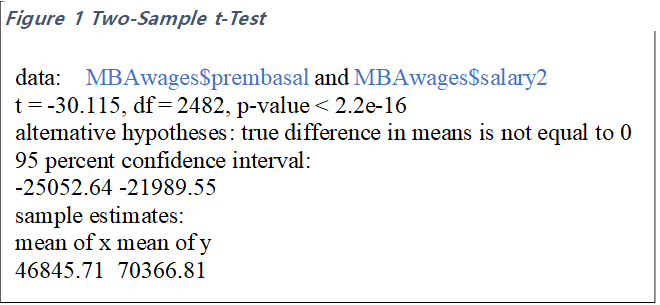 Figure 1 Two-Sample t-Test
data: MBAwages$prembasal and MBAwages$salary2
t = -30.115, df = 2482, p-value < 2.2e-16
alternative hypotheses: true difference in means is not equal to 0
95 percent confidence interval:
-25052.64 -21989.55
sample estimates:
mean of x mean of y
46845.71 70366.81